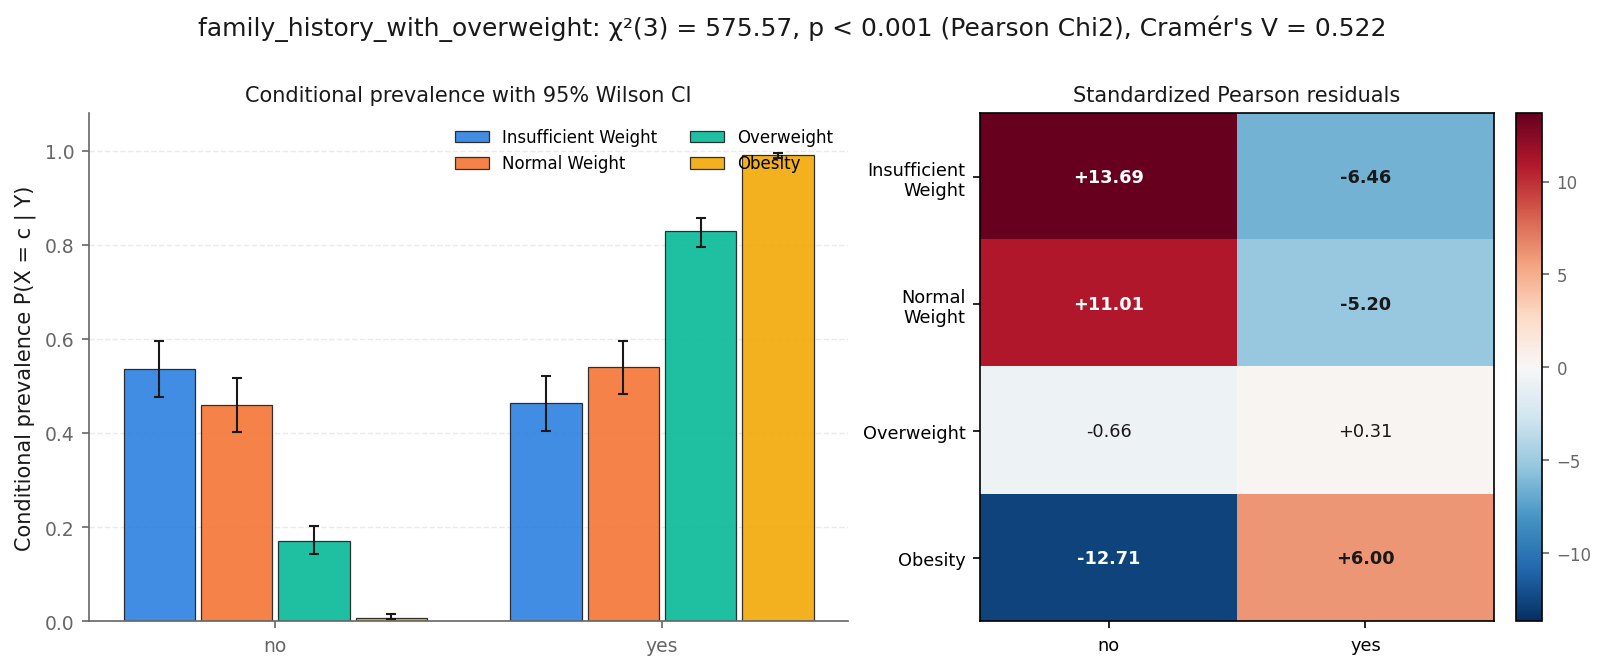 family_history_with_overweight: χ²(3) = 575.57, p < 0.001 (Pearson Chi2), Cramér's V = 0.522
Conditional prevalence with 95% Wilson CI
Conditional prevalence P(X = c | Y)
1.0
0.8
0.6
0.4
0.2
0.0
Insufficient Weight
Normal Weight
Overweight
Obesity
no
yes
Standardized Pearson residuals
Insufficient
Weight
+13.69
-6.46
Normal
Weight
+11.01
-5.20
Overweight
-0.66
+0.31
Obesity
-12.71
+6.00
no
yes
10
5
0
−5
−10